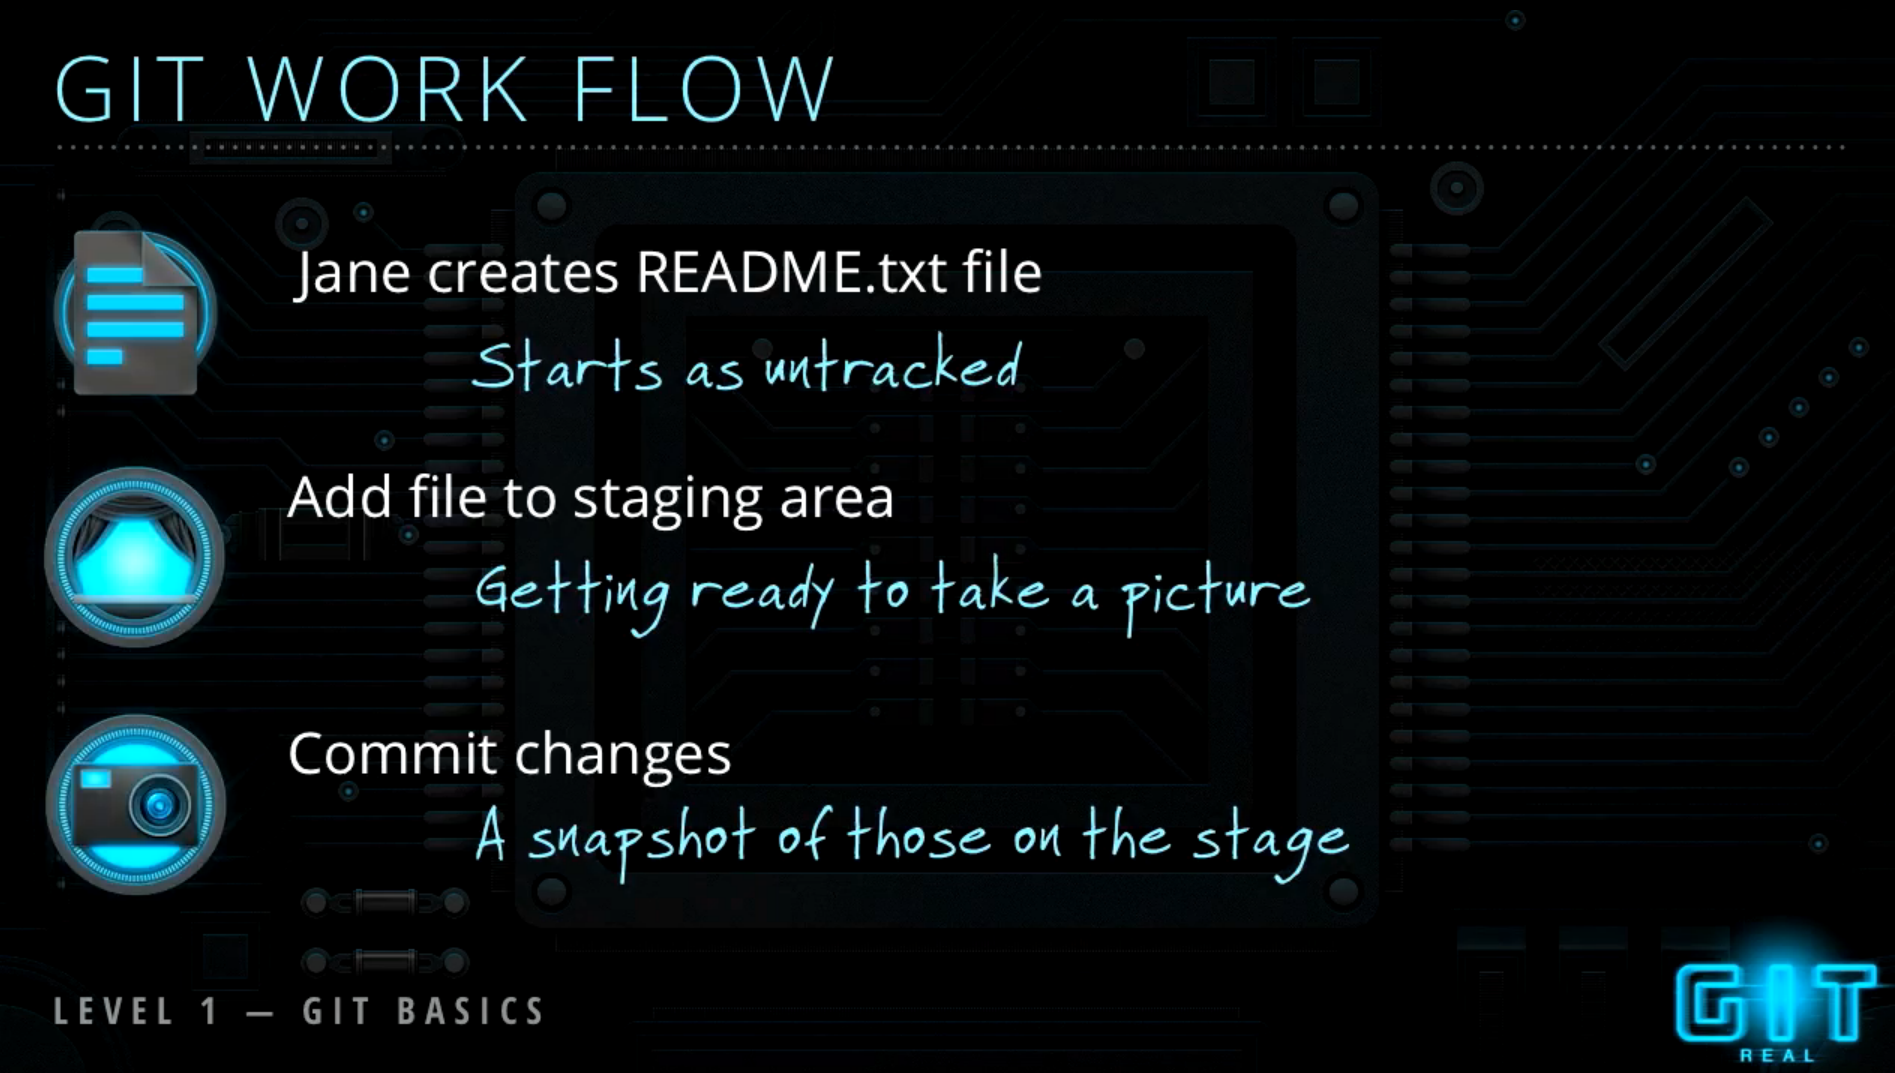 GIT WORK FLOW
Jane creates README.txt file
Starts as untracked
Add file to staging area
Getting ready to take a picture
Commit changes
A snapshot of those on the stage
LEVEL 1 — GIT BASICS
GIT
REAL